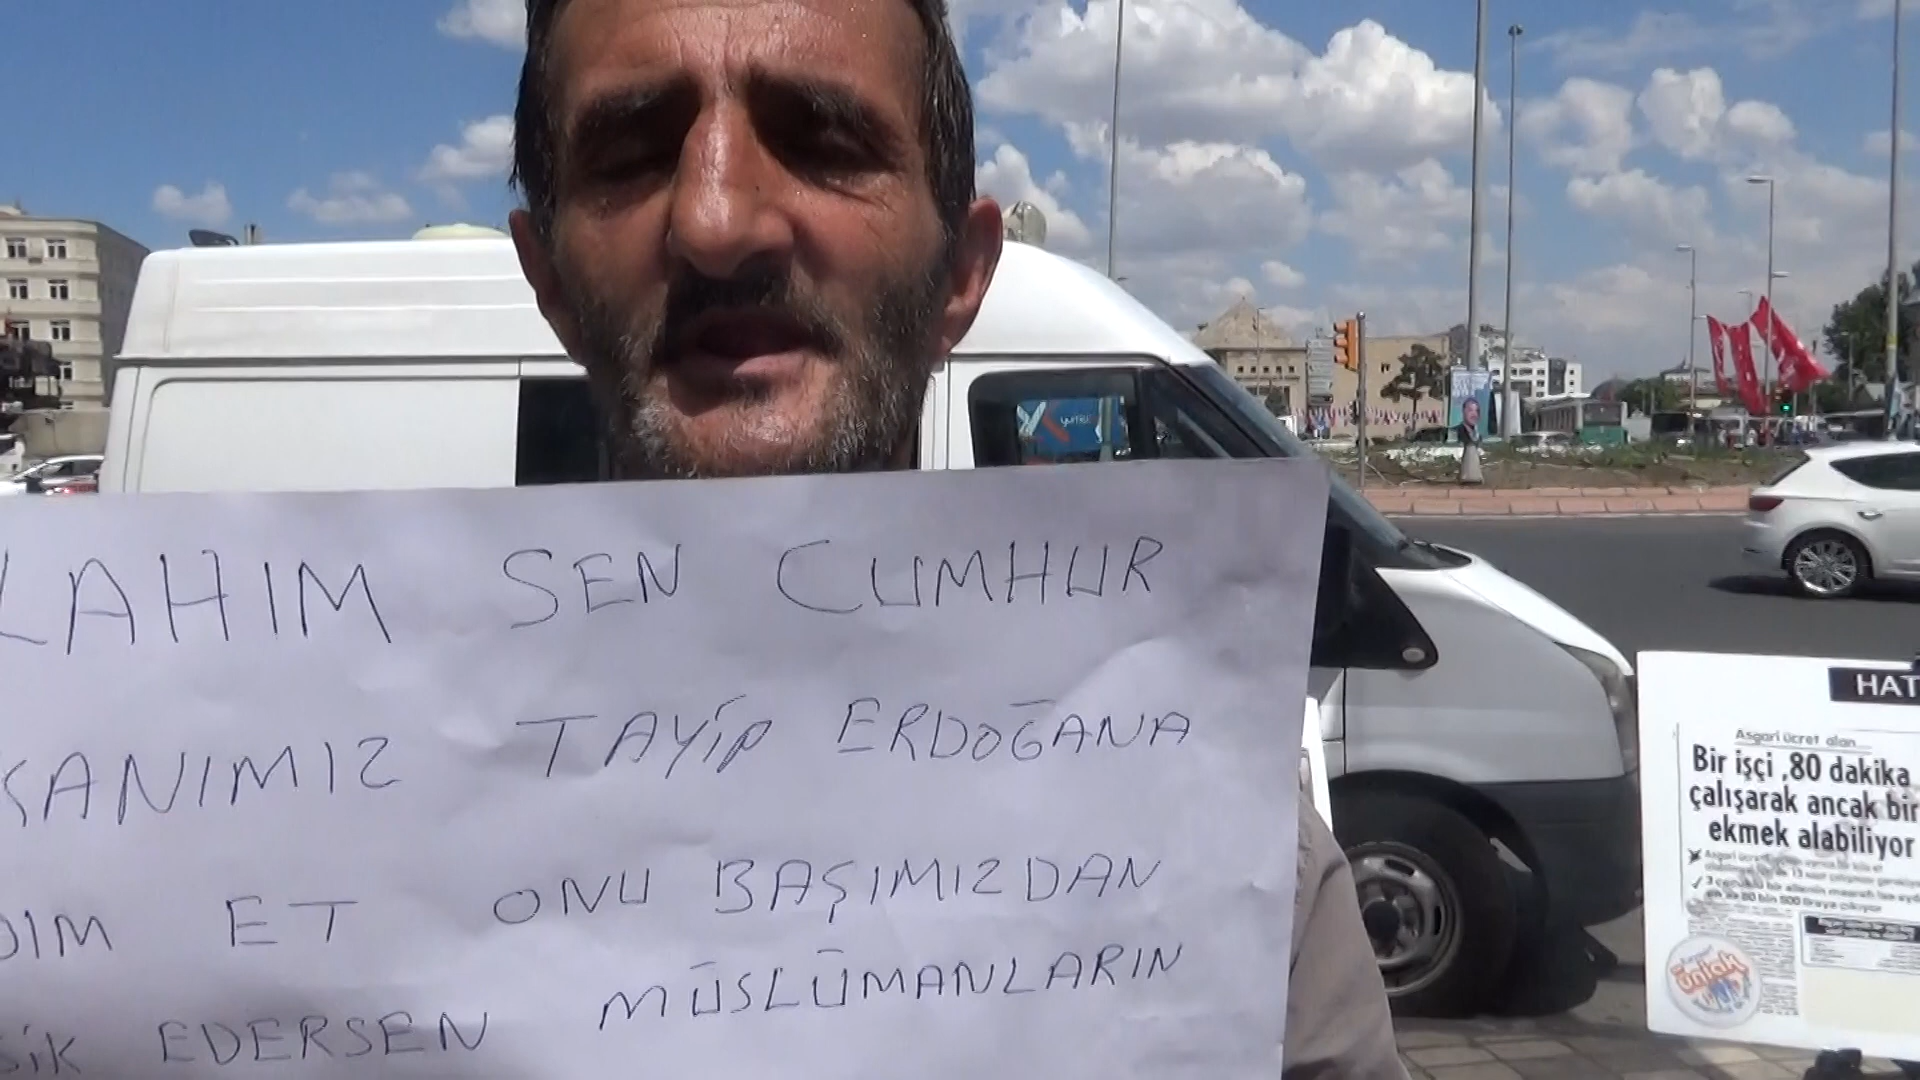 LAHIM SEN CUMHUR
KANIMIZ TAYİP ERDOĞANA
DIM ET ONU BAŞIMIZDAN
SİK EDERSEN MÜSLÜMANLARIN
HAT
Asgari ücret alan...
Bir işçi ,80 dakika
çalışarak ancak bir
ekmek alabiliyor